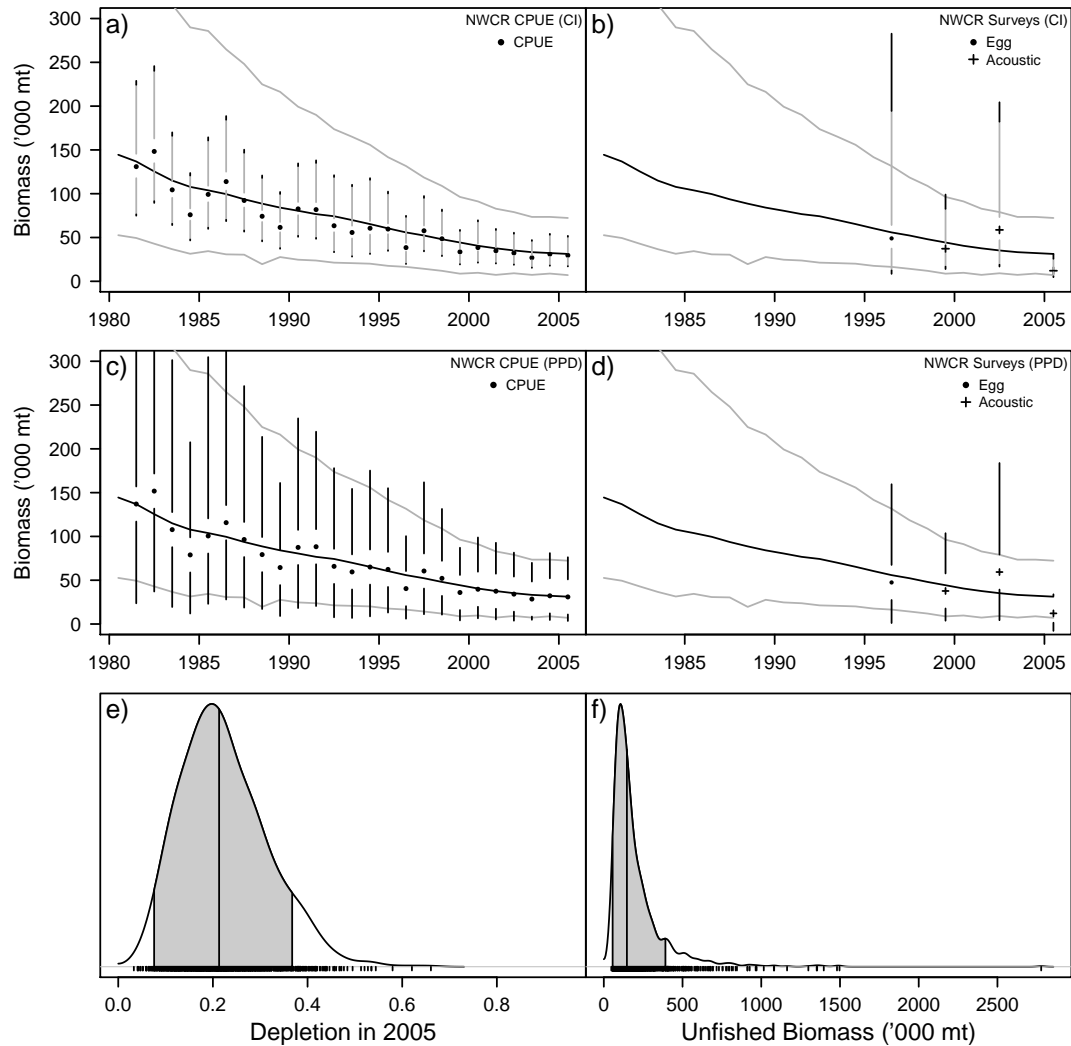 a)
NWCR CPUE (CI)
CPUE
Biomass ('000 mt)
300
250
200
150
100
50
0
1980
1985
1990
1995
2000
2005
b)
NWCR Surveys (CI)
Egg
Acoustic
1985
1990
1995
2000
2005
c)
NWCR CPUE (PPD)
CPUE
Biomass ('000 mt)
300
250
200
150
100
50
0
1980
1985
1990
1995
2000
2005
d)
NWCR Surveys (PPD)
Egg
Acoustic
1985
1990
1995
2000
2005
e)
0.0
0.2
0.4
0.6
0.8
Depletion in 2005
f)
0
500
1000
1500
2000
2500
Unfished Biomass ('000 mt)